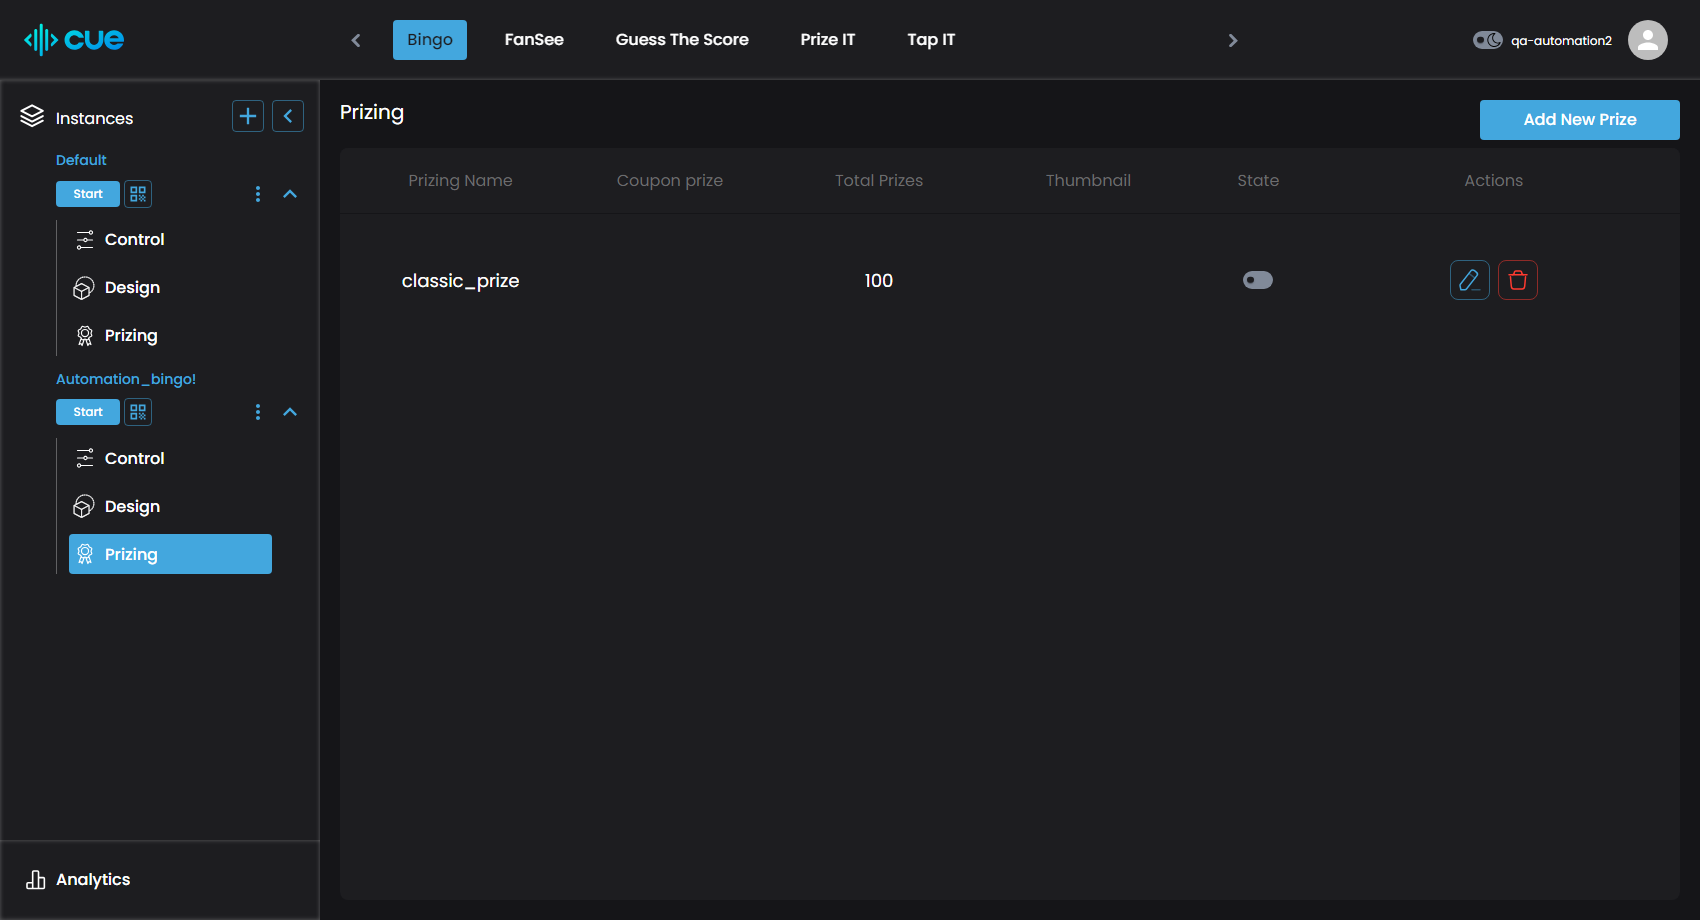 cue
Bingo FanSee Guess The Score Prize IT Tap IT
qa-automation2
Instances
Default
Start
Control
Design
Prizing
Automation_bingo!
Start
Control
Design
Prizing
Analytics
Prizing
Add New Prize
Prizing Name Coupon prize Total Prizes Thumbnail State Actions
classic_prize 100